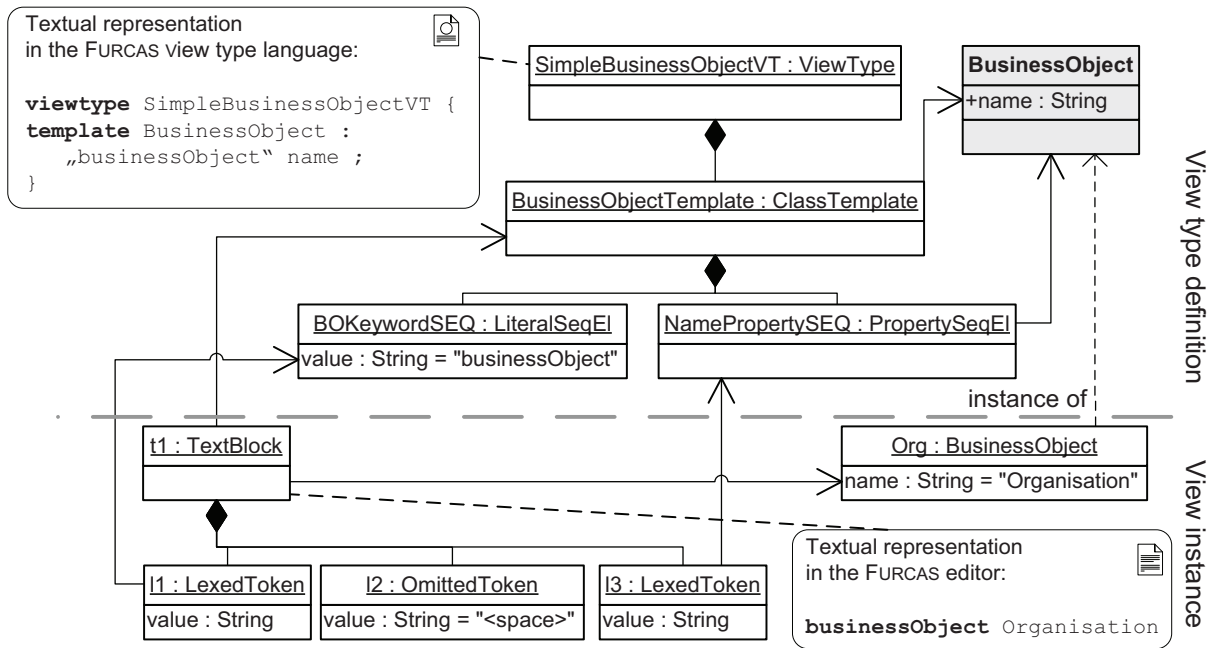 Textual representation
in the FURCAS view type language:
viewtype SimpleBusinessObjectVT {
template BusinessObject :
„businessObject“ name ;
}
SimpleBusinessObjectVT : ViewType
BusinessObject
+name : String
BusinessObjectTemplate : ClassTemplate
View type definition
BOKeywordSEQ : LiteralSeqEl
value : String = "businessObject"
NamePropertySEQ : PropertySeqEl
instance of
t1 : TextBlock
Org : BusinessObject
name : String = "Organisation"
View instance
l1 : LexedToken
value : String
l2 : OmittedToken
value : String = "<space>"
l3 : LexedToken
value : String
Textual representation
in the FURCAS editor:
businessObject Organisation